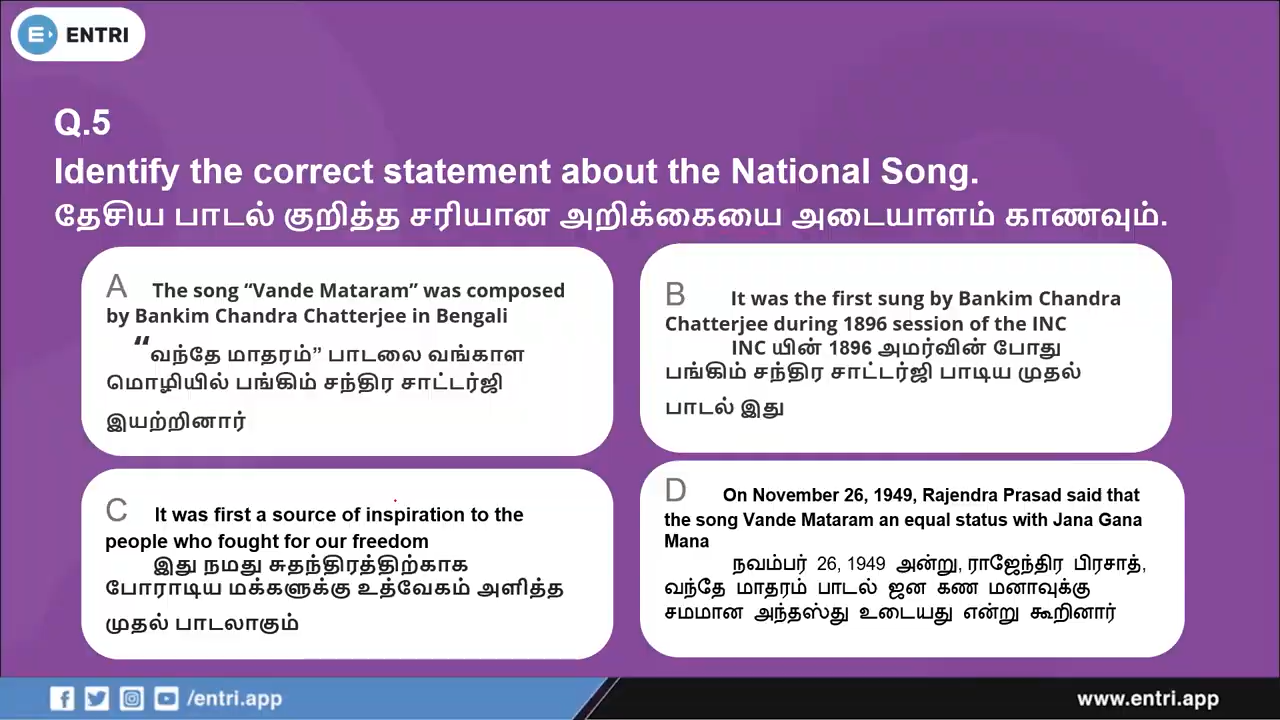 ENTRI
Q.5
Identify the correct statement about the National Song.
தேசிய பாடல் குறித்த சரியான அறிக்கையை அடையாளம் காணவும்.
A The song “Vande Mataram” was composed
by Bankim Chandra Chatterjee in Bengali
“வந்தே மாதரம்” பாடலை வங்காள
மொழியில் பங்கிம் சந்திர சாட்டர்ஜி
இயற்றினார்
B It was the first sung by Bankim Chandra
Chatterjee during 1896 session of the INC
INC யின் 1896 அமர்வின் போது
பங்கிம் சந்திர சாட்டர்ஜி பாடிய முதல்
பாடல் இது
C It was first a source of inspiration to the
people who fought for our freedom
இது நமது சுதந்திரத்திற்காக
போராடிய மக்களுக்கு உத்வேகம் அளித்த
முதல் பாடலாகும்
D On November 26, 1949, Rajendra Prasad said that
the song Vande Mataram an equal status with Jana Gana
Mana
நவம்பர் 26, 1949 அன்று, ராஜேந்திர பிரசாத்,
வந்தே மாதரம் பாடல் ஜன கண மனாவுக்கு
சமமான அந்தஸ்து உடையது என்று கூறினார்
/entri.app
www.entri.app